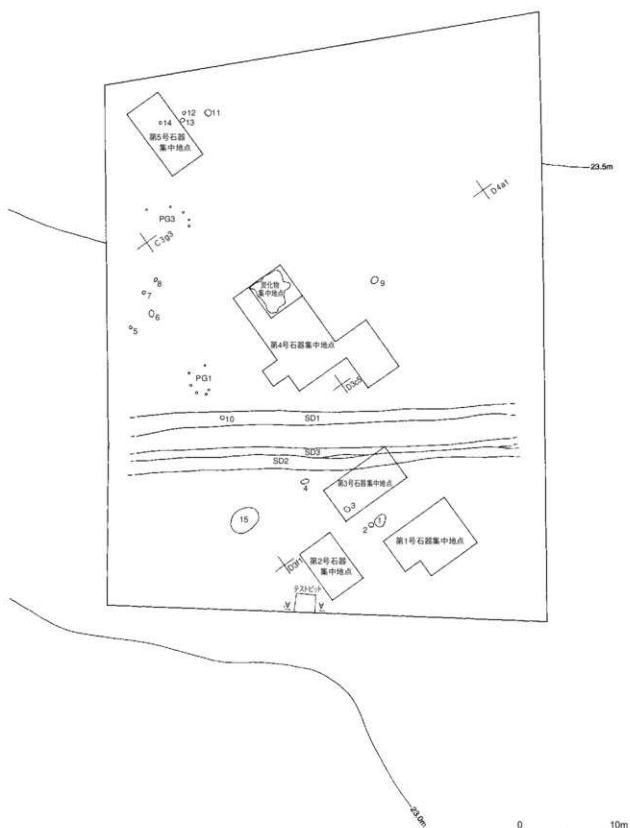 12
11
13
14
第5号石器
集中地点
23.5m
D4a1
PG3
C3g3
8
7
6
5
9
炭化物
集中地点
第4号石器集中地点
D3c5
PG1
10
SD1
SD3
SD2
4
第3号石器集中地点
3
15
2
1
第1号石器集中地点
D3f1
第2号石器
集中地点
テストピット
A'
A
23.0m
0
10m